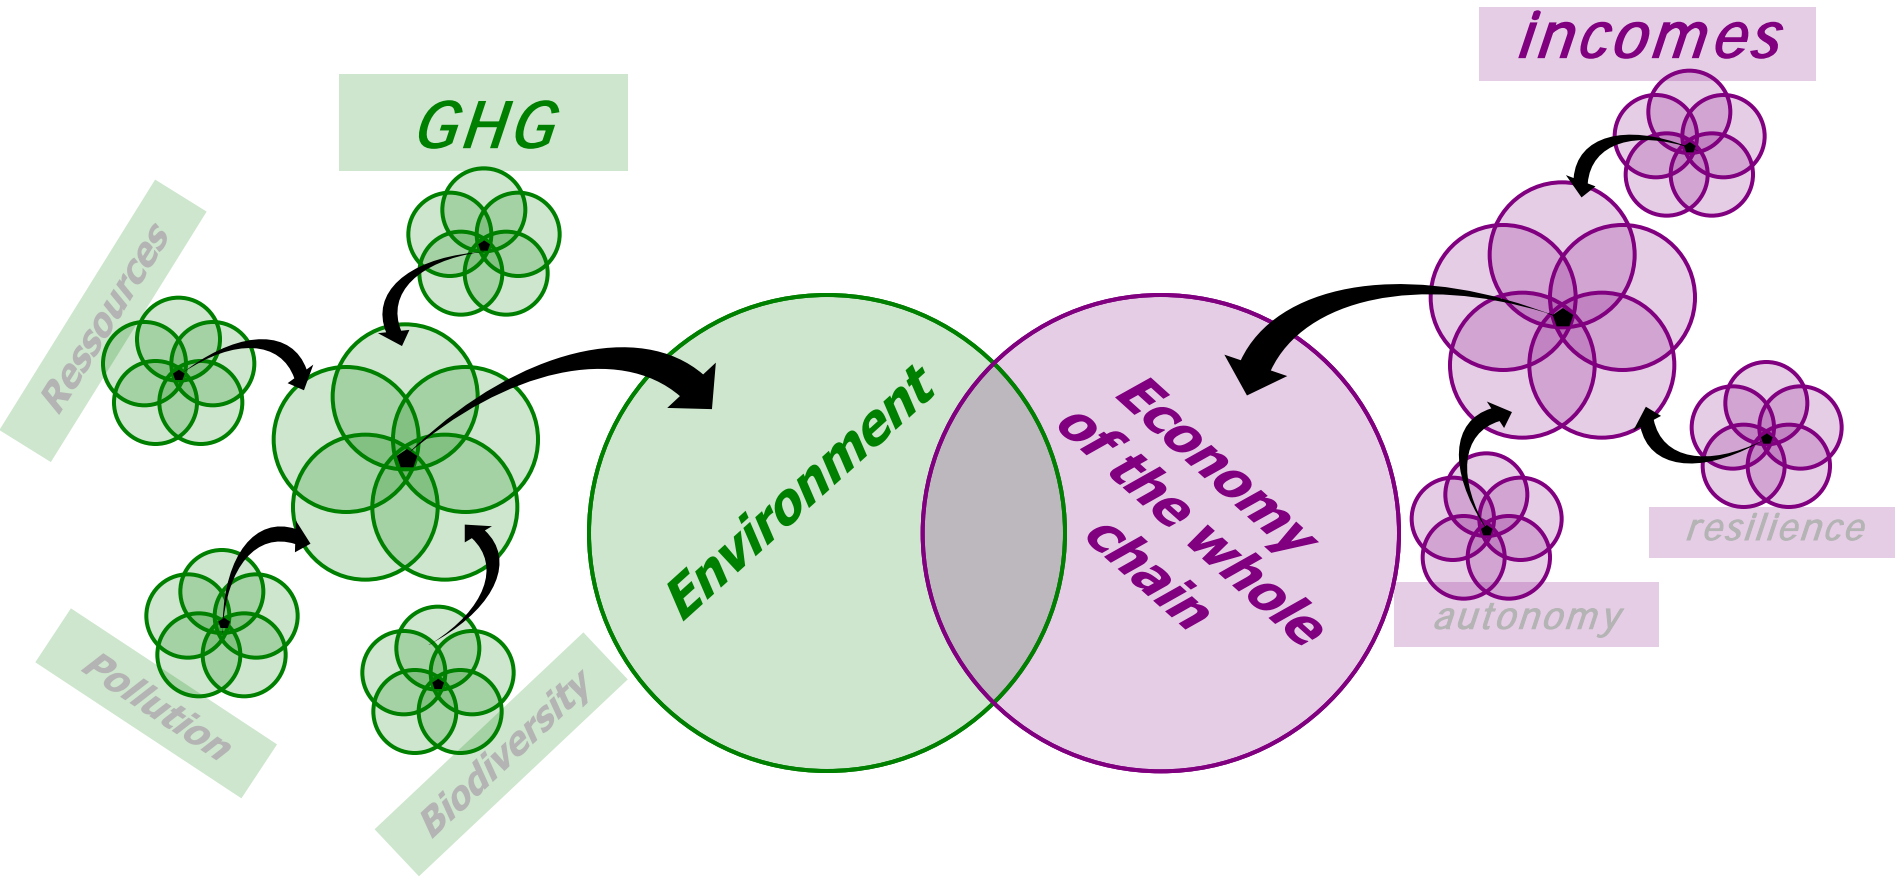 incomes
GHG
Ressources
Environment
Economy
of the whole
chain
resilience
autonomy
Pollution
Biodiversity